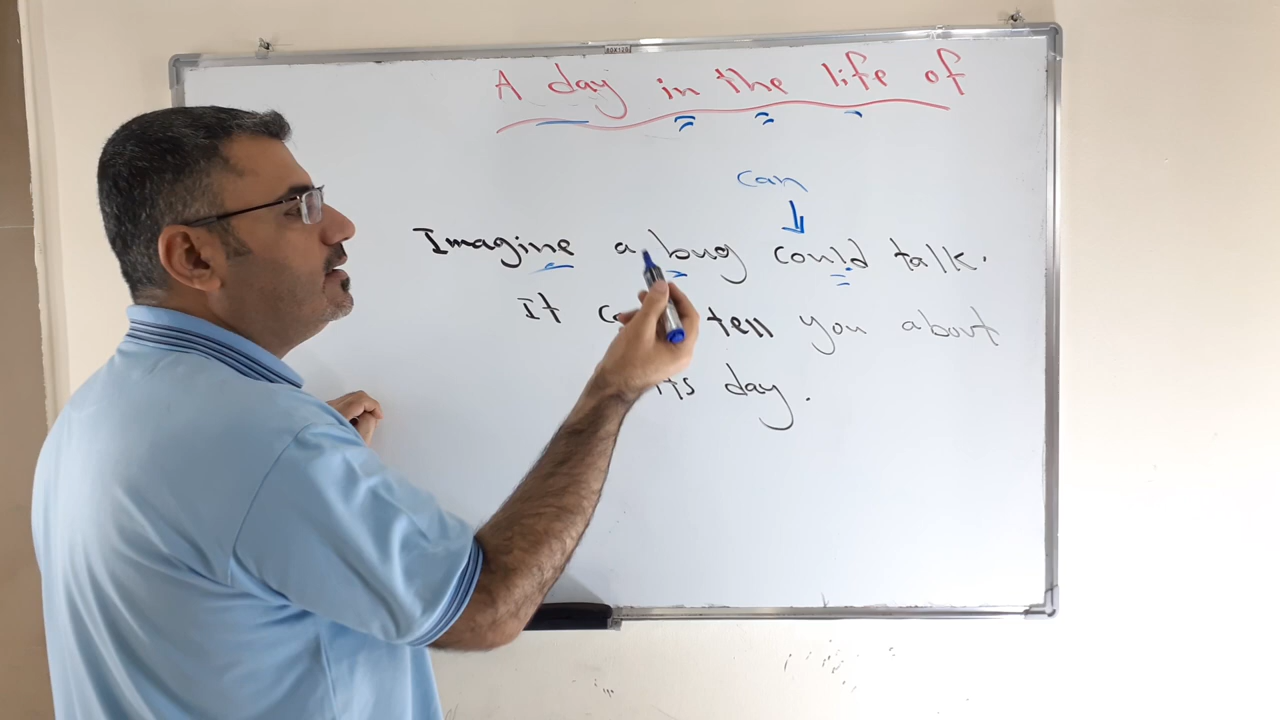 A day in the life of
can
Imagine a bug could talk.
It tell you about
its day.